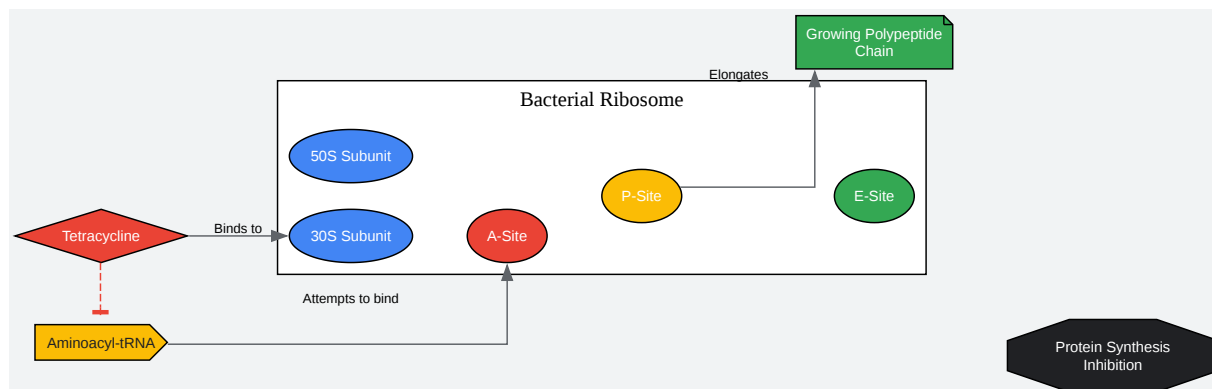 Growing Polypeptide
Chain
Elongates
Bacterial Ribosome
50S Subunit
P-Site
E-Site
Tetracycline
Binds to
30S Subunit
A-Site
Attempts to bind
Aminoacyl-tRNA
Protein Synthesis
Inhibition